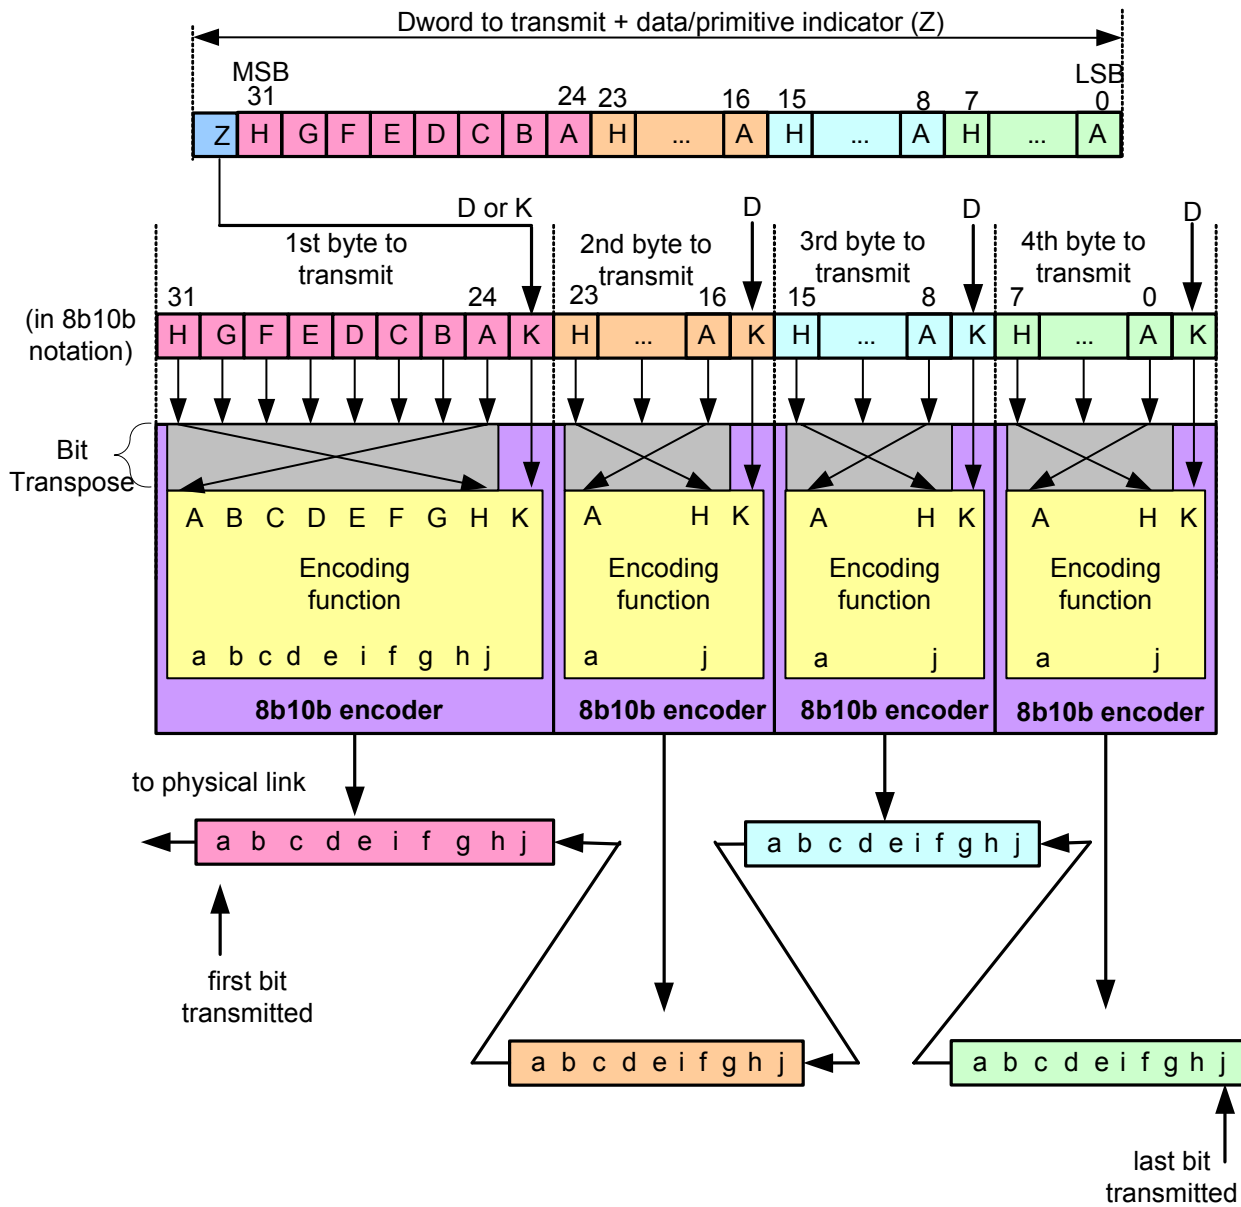 Dword to transmit + data/primitive indicator (Z)
MSB LSB
31 24 23 16 15 8 7 0
Z H G F E D C B A H ... A H ... A H ... A
D or K D D D
1st byte to transmit
2nd byte to transmit
3rd byte to transmit
4th byte to transmit
31 24 23 16 15 8 7 0
(in 8b10b notation)
H G F E D C B A K H ... A K H ... A K H ... A K
Bit
Transpose
A B C D E F G H K A H K A H K A H K
Encoding function
Encoding function
Encoding function
Encoding function
a b c d e i f g h j a j a j a j
8b10b encoder 8b10b encoder 8b10b encoder 8b10b encoder
to physical link
a b c d e i f g h j
a b c d e i f g h j
first bit
transmitted
a b c d e i f g h j
a b c d e i f g h j
last bit
transmitted